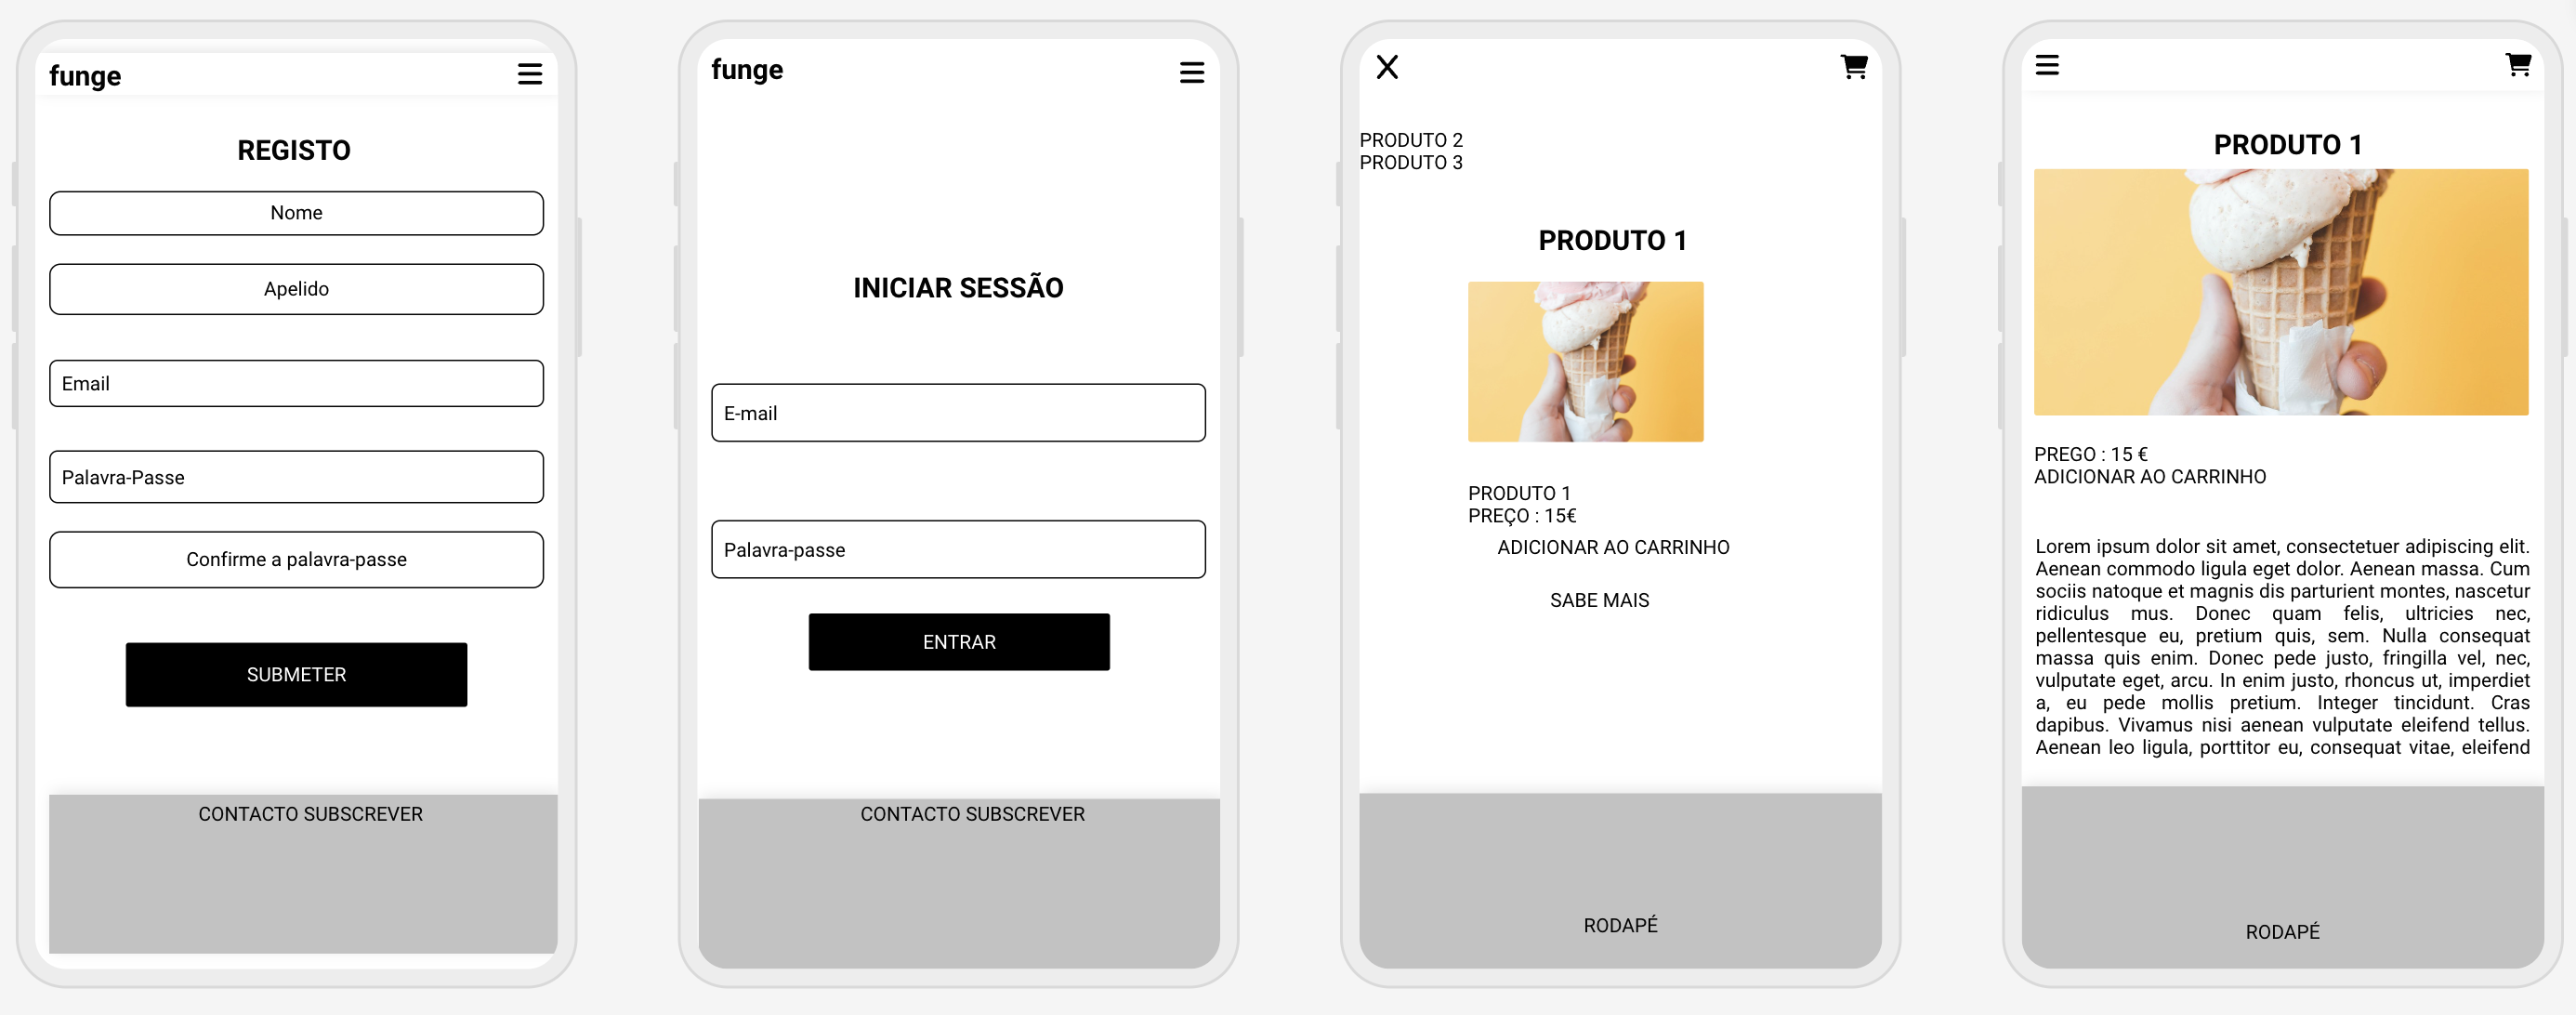 funge
REGISTO
Nome
Apelido
Email
Palavra-Passe
Confirme a palavra-passe
SUBMETER
CONTACTO SUBSCREVER
funge
INICIAR SESSÃO
E-mail
Palavra-passe
ENTRAR
CONTACTO SUBSCREVER
X
PRODUTO 2
PRODUTO 3
PRODUTO 1
PRODUTO 1
PREÇO : 15€
ADICIONAR AO CARRINHO
SABE MAIS
RODAPÉ
PRODUTO 1
PREGO : 15 €
ADICIONAR AO CARRINHO
Lorem ipsum dolor sit amet, consectetuer adipiscing elit.
Aenean commodo ligula eget dolor. Aenean massa. Cum
sociis natoque et magnis dis parturient montes, nascetur
ridiculus mus. Donec quam felis, ultricies nec,
pellentesque eu, pretium quis, sem. Nulla consequat
massa quis enim. Donec pede justo, fringilla vel, nec,
vulputate eget, arcu. In enim justo, rhoncus ut, imperdiet
a, eu pede mollis pretium. Integer tincidunt. Cras
dapibus. Vivamus nisi aenean vulputate eleifend tellus.
Aenean leo ligula, porttitor eu, consequat vitae, eleifend
RODAPÉ